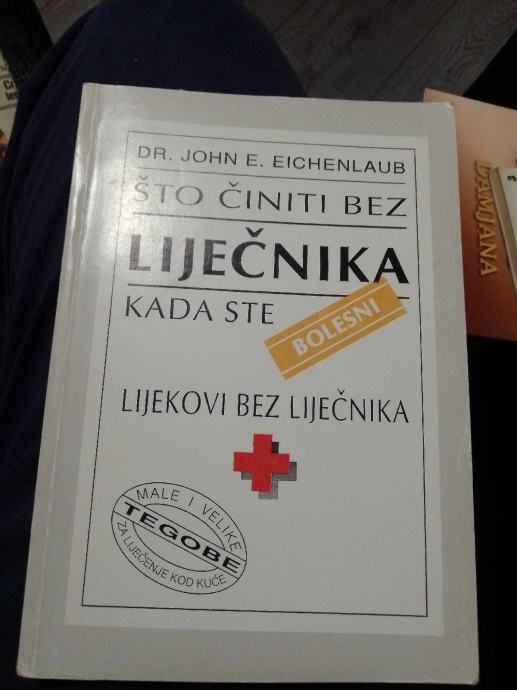 DR. JOHN E. EICHENLAUB
ŠTO ČINITI BEZ
LIJEČNIKA
KADA STE
BOLESNI
LIJEKOVI BEZ LIJEČNIKA
MALE I VELIKE
TEGOBE
ZA LIJEČENJE KOD KUĆE
DAMJANA
3